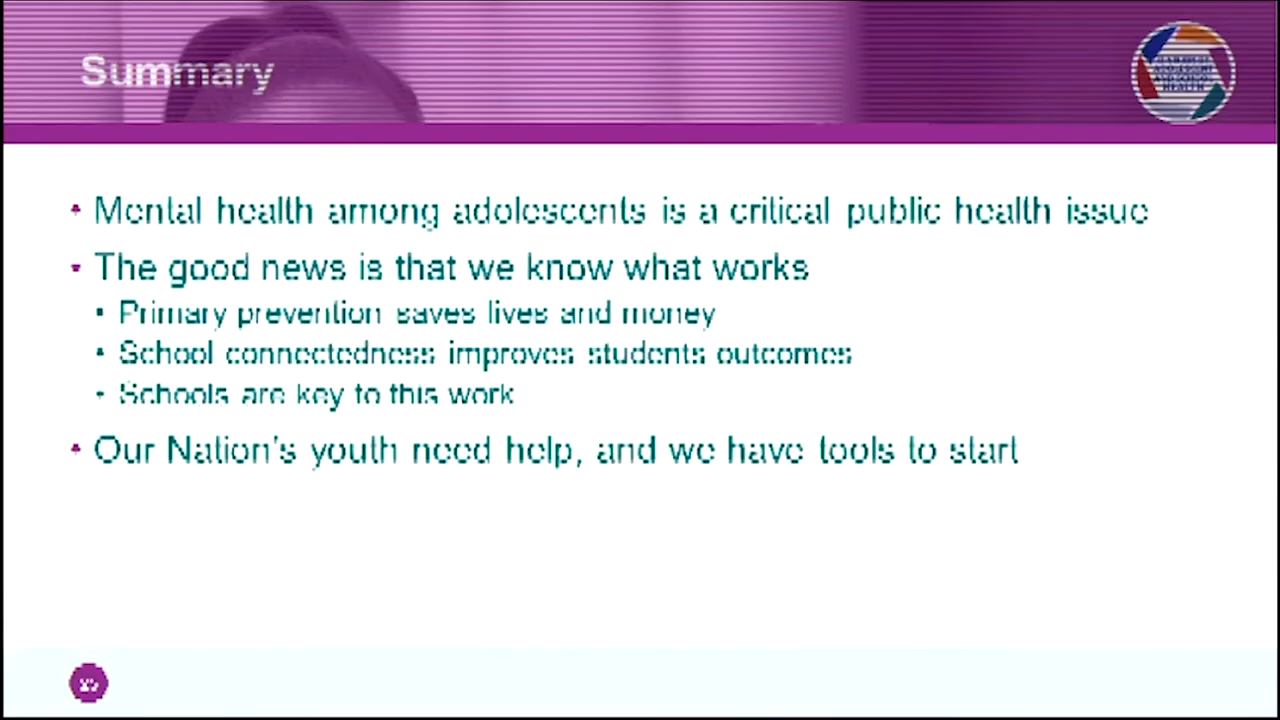 Summary
• Mental health among adolescents is a critical public health issue
• The good news is that we know what works
• Primary prevention saves lives and money
• School connectedness improves students outcomes
• Schools are key to this work
• Our Nation's youth need help, and we have tools to start